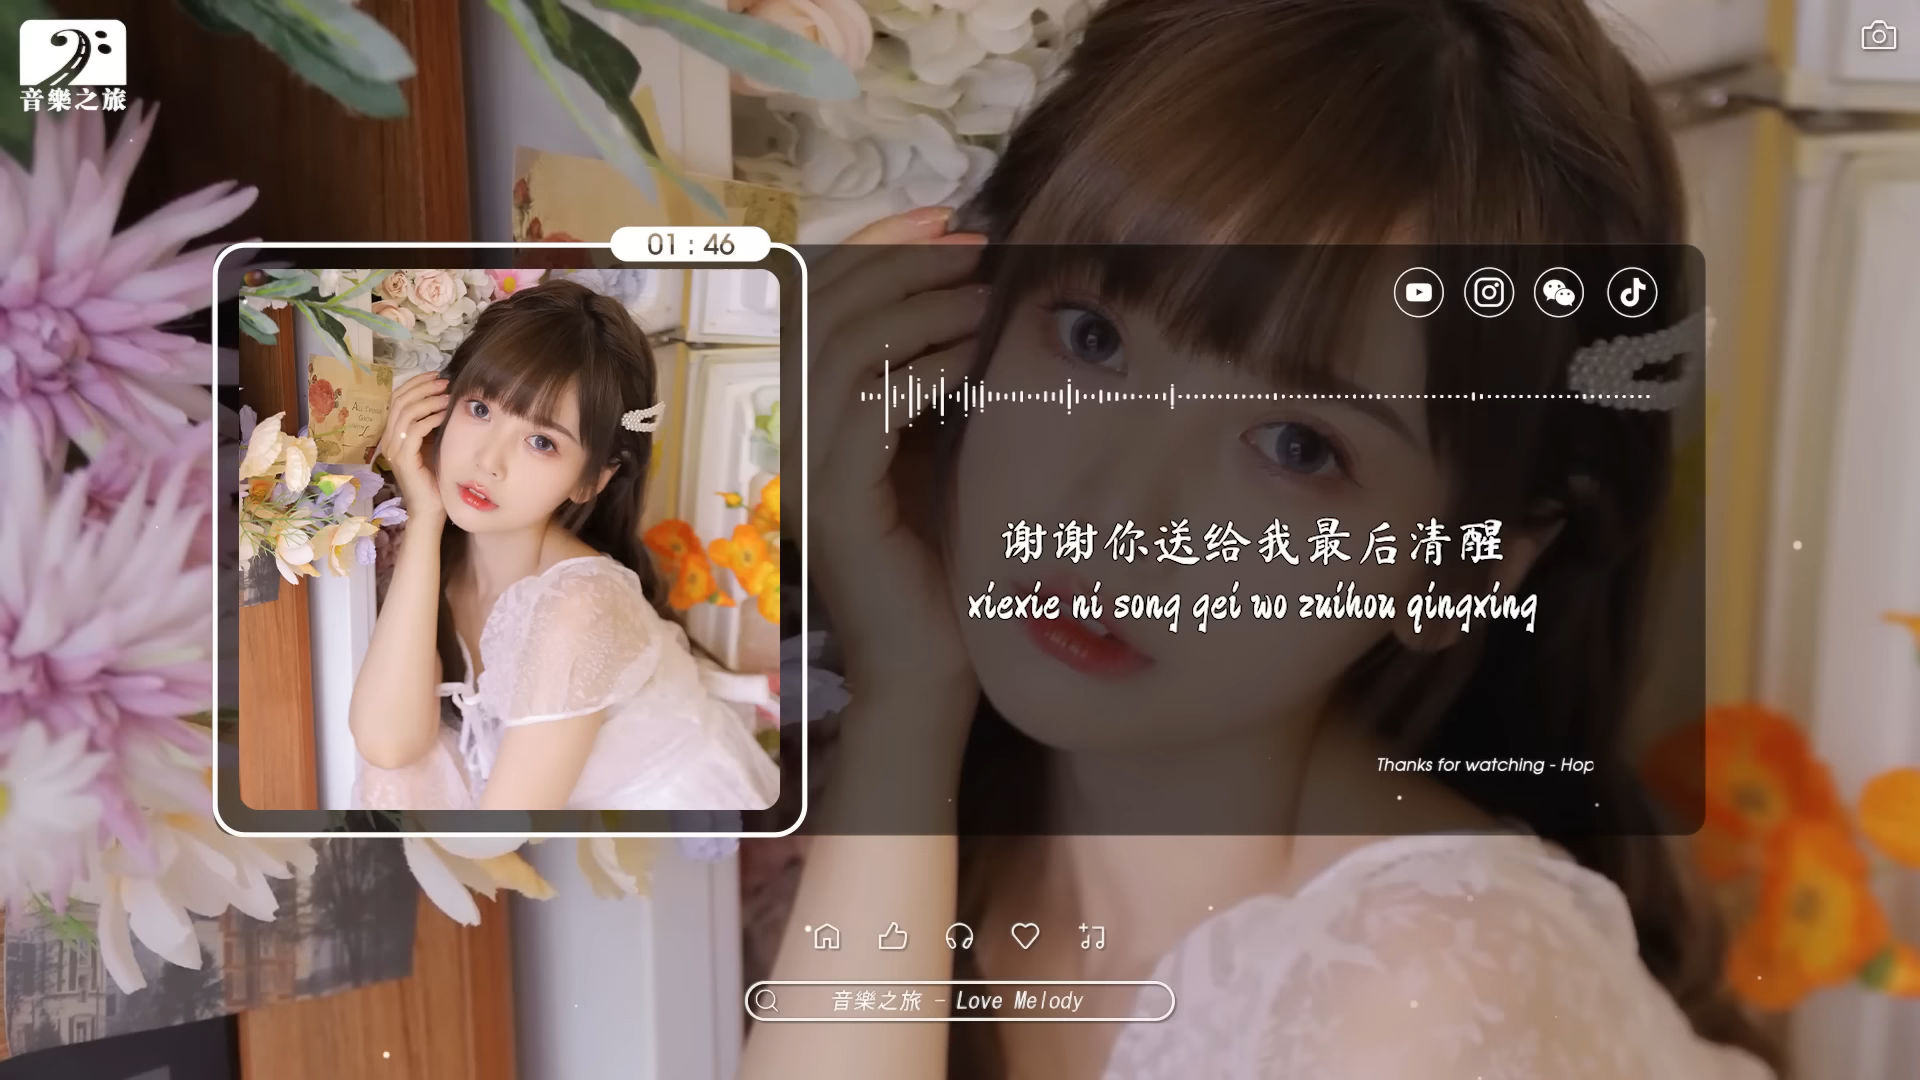 音樂之旅
01 : 46
谢谢你送给我最后清醒
xiexie ni song gei wo zuihou qingxing
Thanks for watching - Hop
音樂之旅 - Love Melody